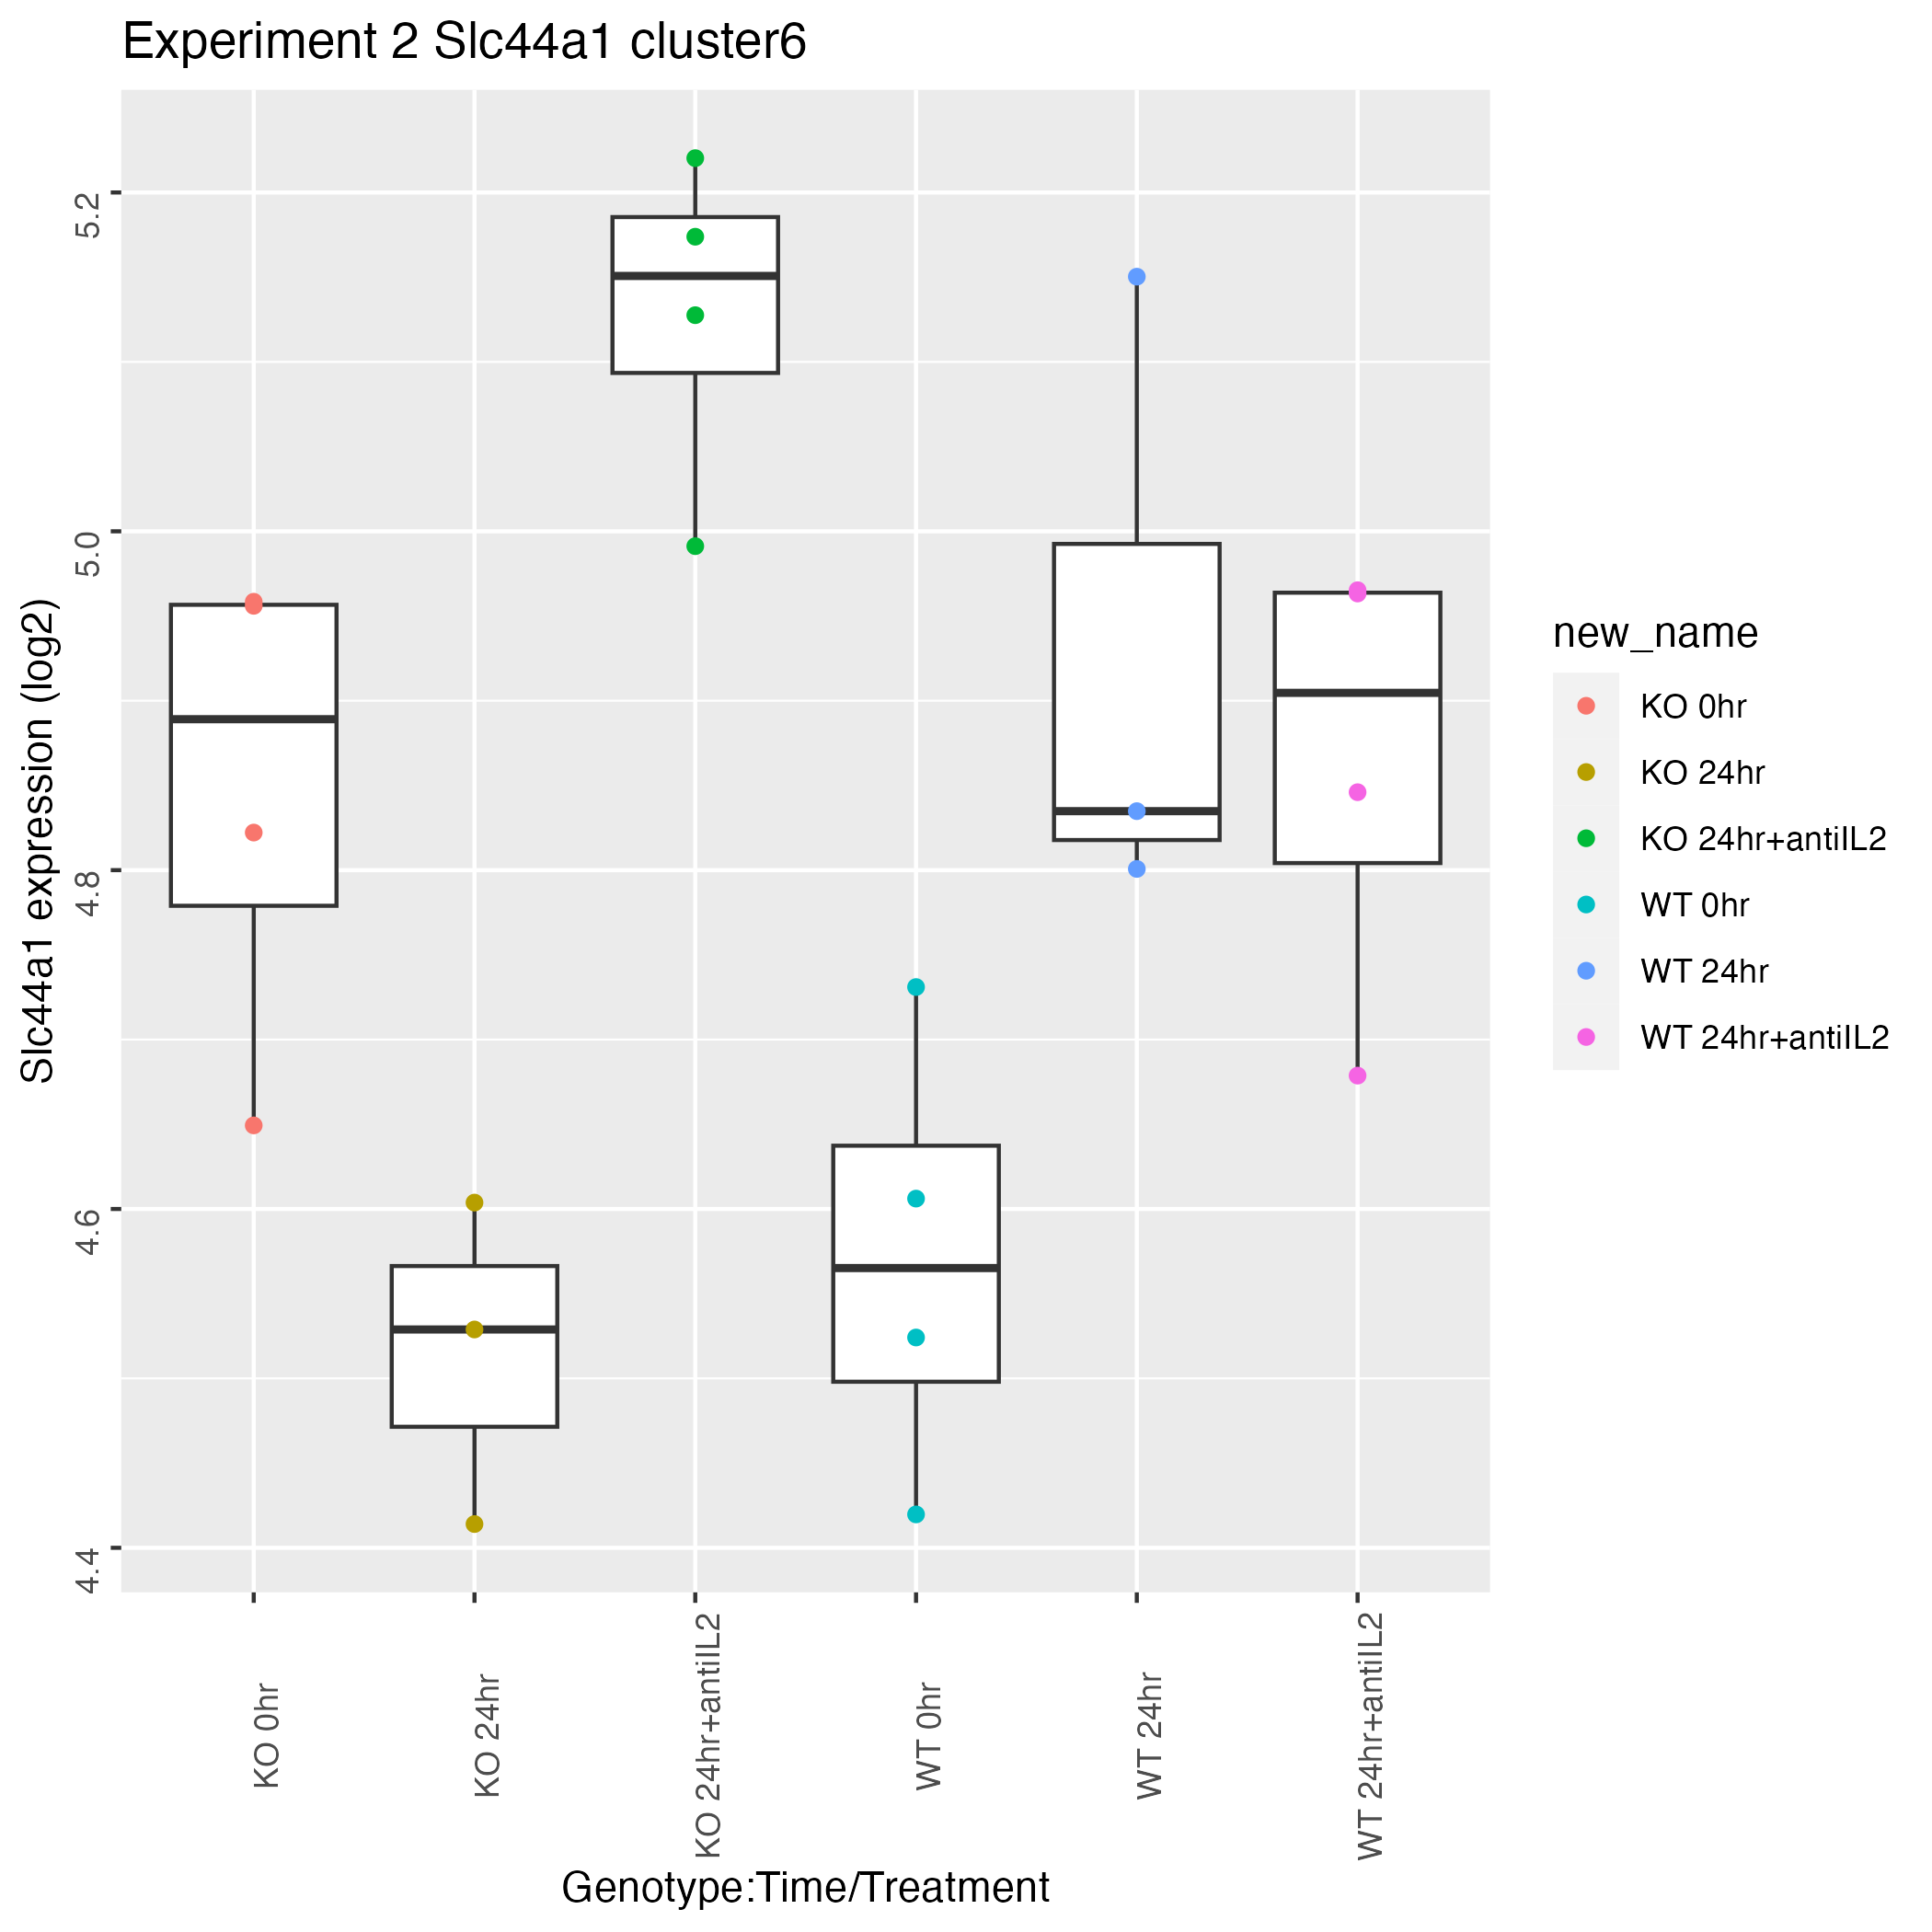 Experiment 2 Slc44a1 cluster6
Slc44a1 expression (log2)
5.2
5.0
4.8
4.6
4.4
KO 0hr
KO 24hr
KO 24hr+antiIL2
WT 0hr
WT 24hr
WT 24hr+antiIL2
Genotype:Time/Treatment
new_name
KO 0hr
KO 24hr
KO 24hr+antiIL2
WT 0hr
WT 24hr
WT 24hr+antiIL2